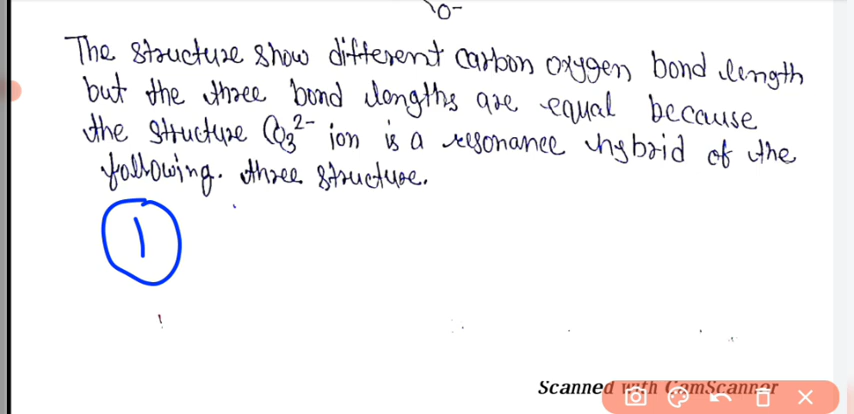 O-
The structure show different carbon oxygen bond length
but the three bond lengths are equal because
the structure CO3 2- ion is a resonance hybrid of the
following. three structure.
1
Scanned with CamScanner